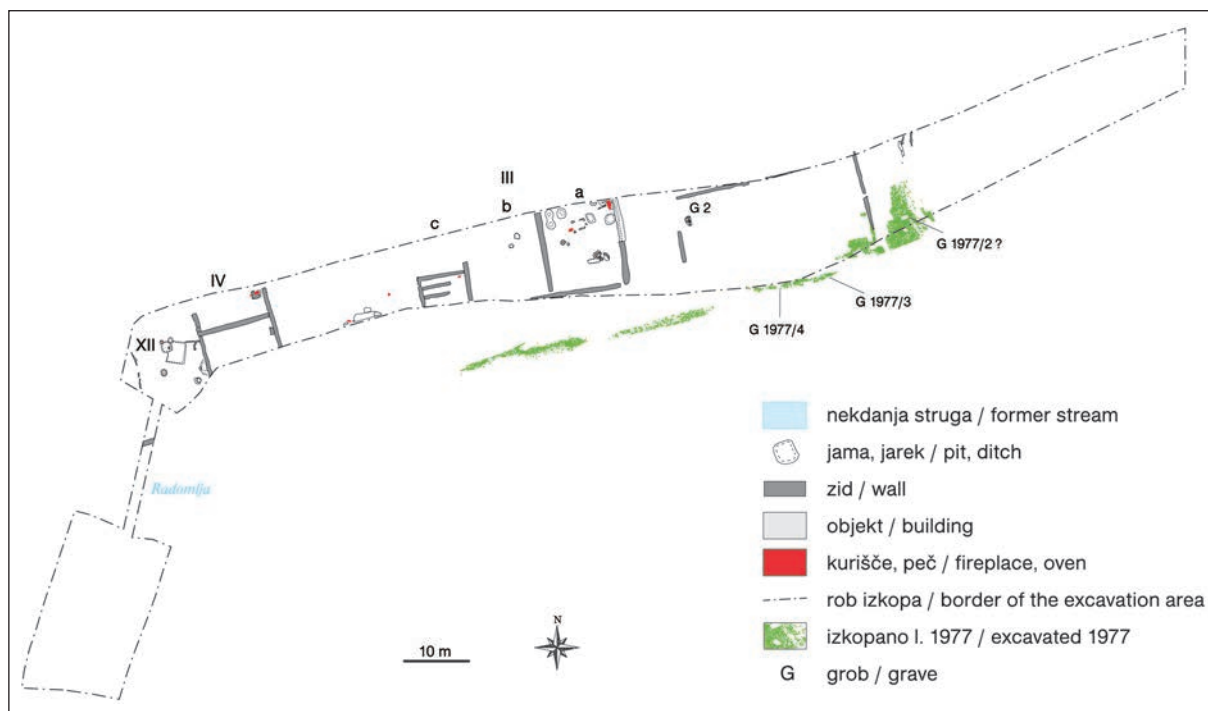 III
a
b
c
G 2
IV
XII
G 1977/2 ?
G 1977/3
G 1977/4
Radomlja
N
10 m
nekdanja struga / former stream
jama, jarek / pit, ditch
zid / wall
objekt / building
kurišče, peč / fireplace, oven
rob izkopa / border of the excavation area
izkopano l. 1977 / excavated 1977
G grob / grave